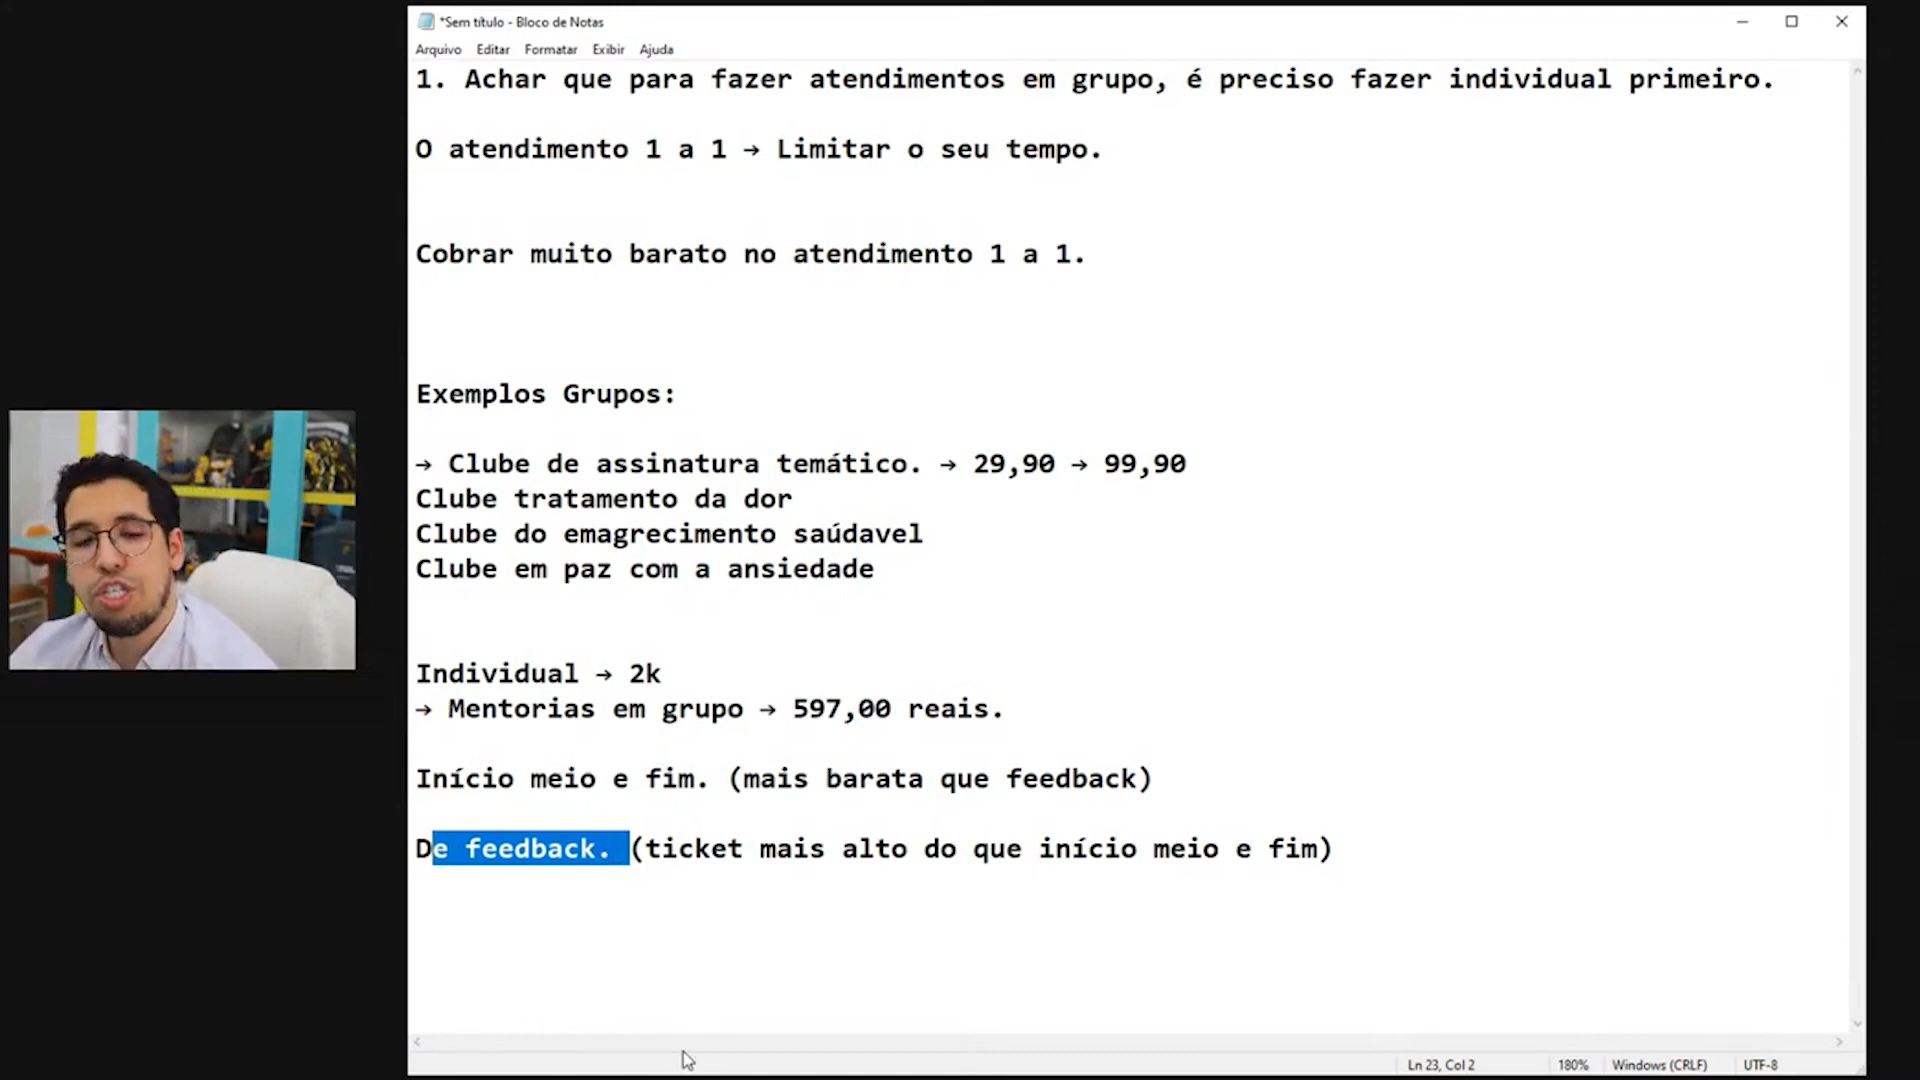 *Sem título - Bloco de Notas
Arquivo Editar Formatar Exibir Ajuda
1. Achar que para fazer atendimentos em grupo, é preciso fazer individual primeiro.
O atendimento 1 a 1 → Limitar o seu tempo.
Cobrar muito barato no atendimento 1 a 1.
Exemplos Grupos:
→ Clube de assinatura temático. → 29,90 → 99,90
Clube tratamento da dor
Clube do emagrecimento saúdavel
Clube em paz com a ansiedade
Individual → 2k
→ Mentorias em grupo → 597,00 reais.
Início meio e fim. (mais barata que feedback)
De feedback. (ticket mais alto do que início meio e fim)
Ln 23, Col 2 180% Windows (CRLF) UTF-8